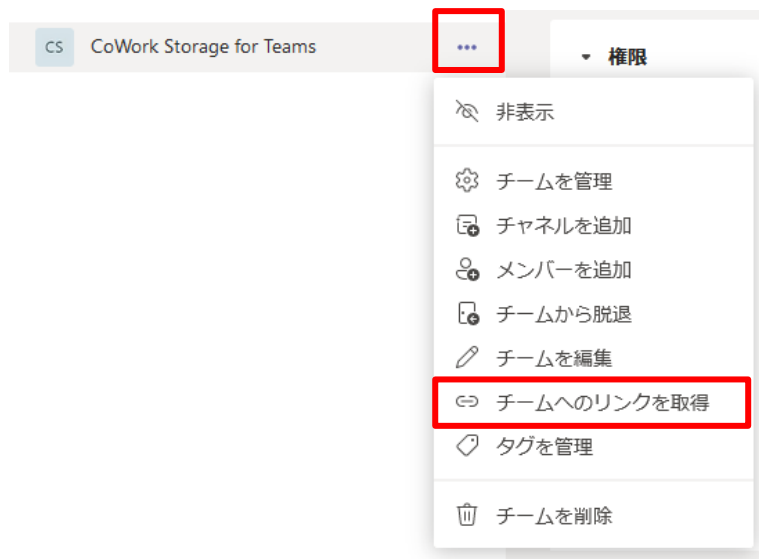 CS CoWork Storage for Teams ...
権限
非表示
チームを管理
チャネルを追加
メンバーを追加
チームから脱退
チームを編集
チームへのリンクを取得
タグを管理
チームを削除